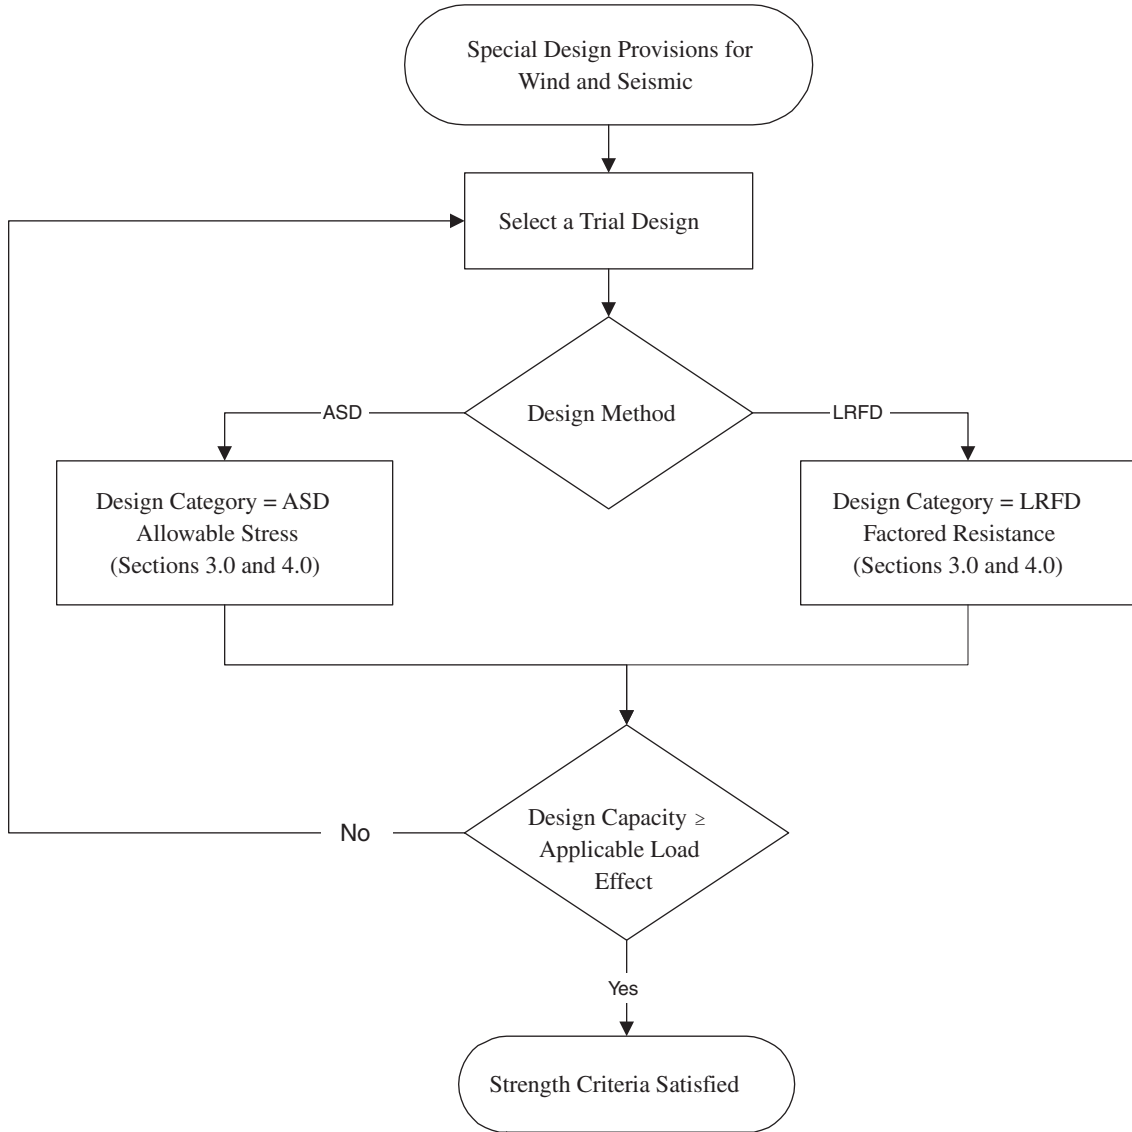 Special Design Provisions for
Wind and Seismic
Select a Trial Design
Design Method
ASD
LRFD
Design Category = ASD
Allowable Stress
(Sections 3.0 and 4.0)
Design Category = LRFD
Factored Resistance
(Sections 3.0 and 4.0)
Design Capacity ≥
Applicable Load
Effect
No
Yes
Strength Criteria Satisfied